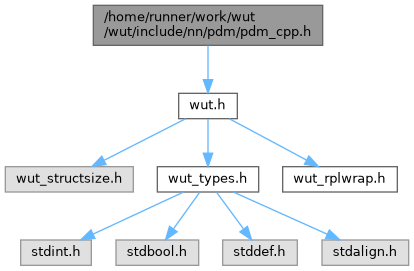 /home/runner/work/wut
/wut/include/nn/pdm/pdm_cpp.h
wut.h
wut_structsize.h
wut_types.h
wut_rplwrap.h
stdint.h
stdbool.h
stddef.h
stdalign.h